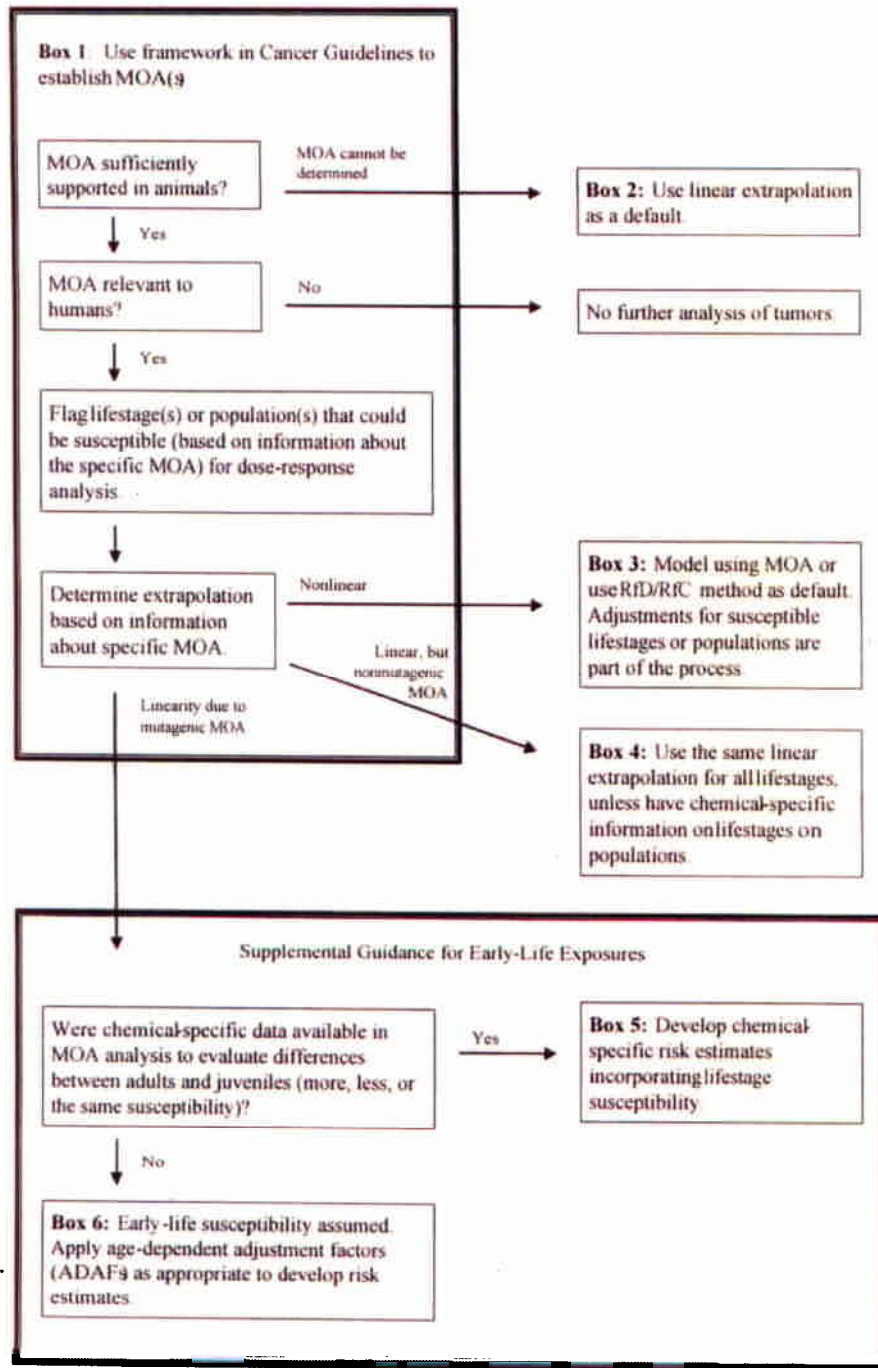 Box 1. Use framework in Cancer Guidelines to
establish MOA(s)
MOA sufficiently
supported in animals?
MOA cannot be
determined
Box 2: Use linear extrapolation
as a default.
Yes
MOA relevant to
humans?
No
No further analysis of tumors.
Yes
Flag lifestage(s) or population(s) that could
be susceptible (based on information about
the specific MOA) for dose-response
analysis.
Determine extrapolation
based on information
about specific MOA.
Nonlinear
Box 3: Model using MOA or
use RfD/RfC method as default.
Adjustments for susceptible
lifestages or populations are
part of the process.
Linear, but
nonmutagenic
MOA
Linearity due to
mutagenic MOA
Box 4: Use the same linear
extrapolation for all lifestages,
unless have chemical-specific
information on lifestages on
populations.
Supplemental Guidance for Early-Life Exposures
Were chemical-specific data available in
MOA analysis to evaluate differences
between adults and juveniles (more, less, or
the same susceptibility)?
Yes
Box 5: Develop chemical-
specific risk estimates
incorporating lifestage
susceptibility
No
Box 6: Early-life susceptibility assumed.
Apply age-dependent adjustment factors
(ADAFs) as appropriate to develop risk
estimates.